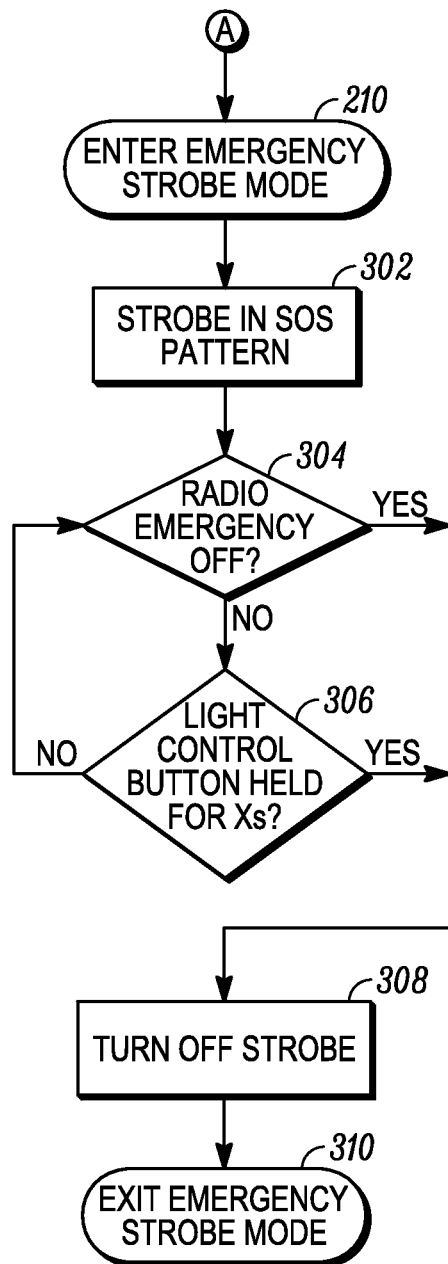 A
210
ENTER EMERGENCY
STROBE MODE
302
STROBE IN SOS
PATTERN
304
RADIO
EMERGENCY
OFF?
YES
NO
306
LIGHT
CONTROL
BUTTON HELD
FOR Xs?
NO
YES
308
TURN OFF STROBE
310
EXIT EMERGENCY
STROBE MODE